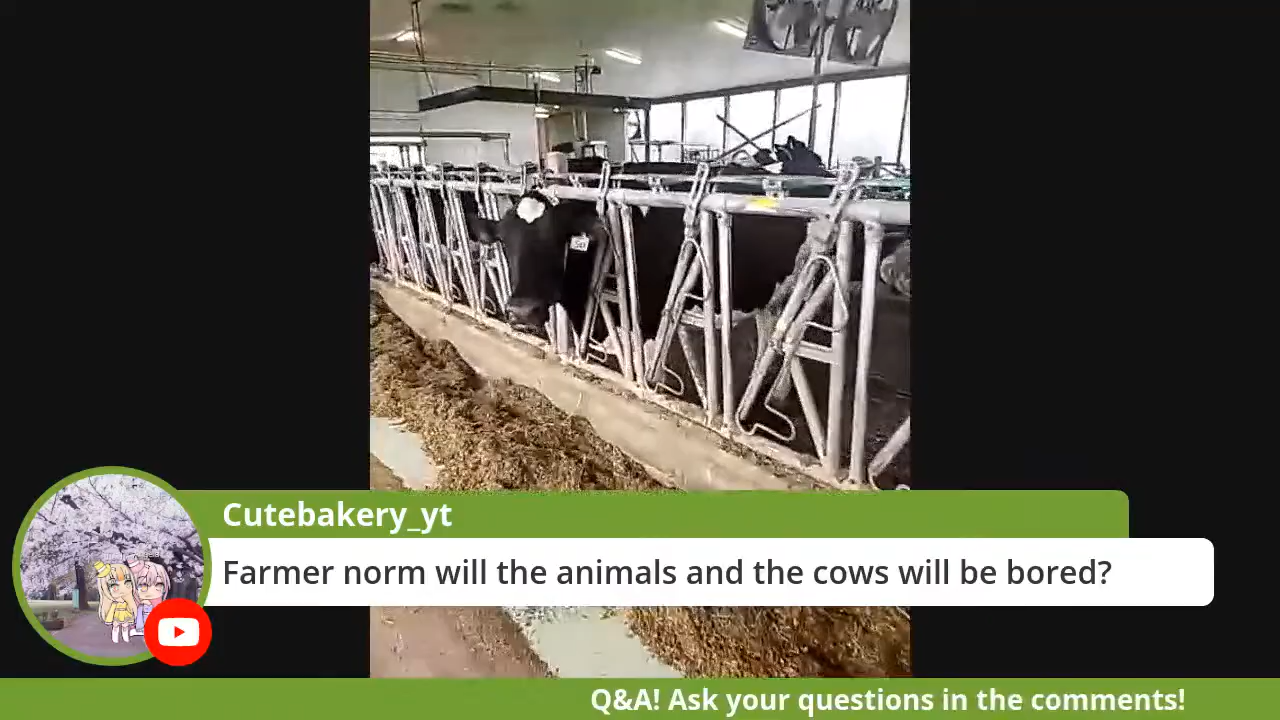 Cutebakery_yt
Farmer norm will the animals and the cows will be bored?
Q&A! Ask your questions in the comments!